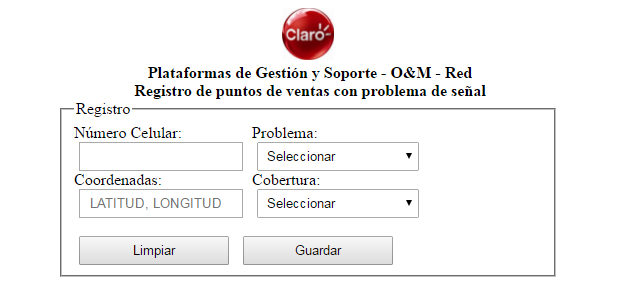 Claro
Plataformas de Gestión y Soporte - O&M - Red
Registro de puntos de ventas con problema de señal
Registro
Número Celular: Problema:
Seleccionar
Coordenadas: Cobertura:
LATITUD, LONGITUD Seleccionar
Limpiar Guardar